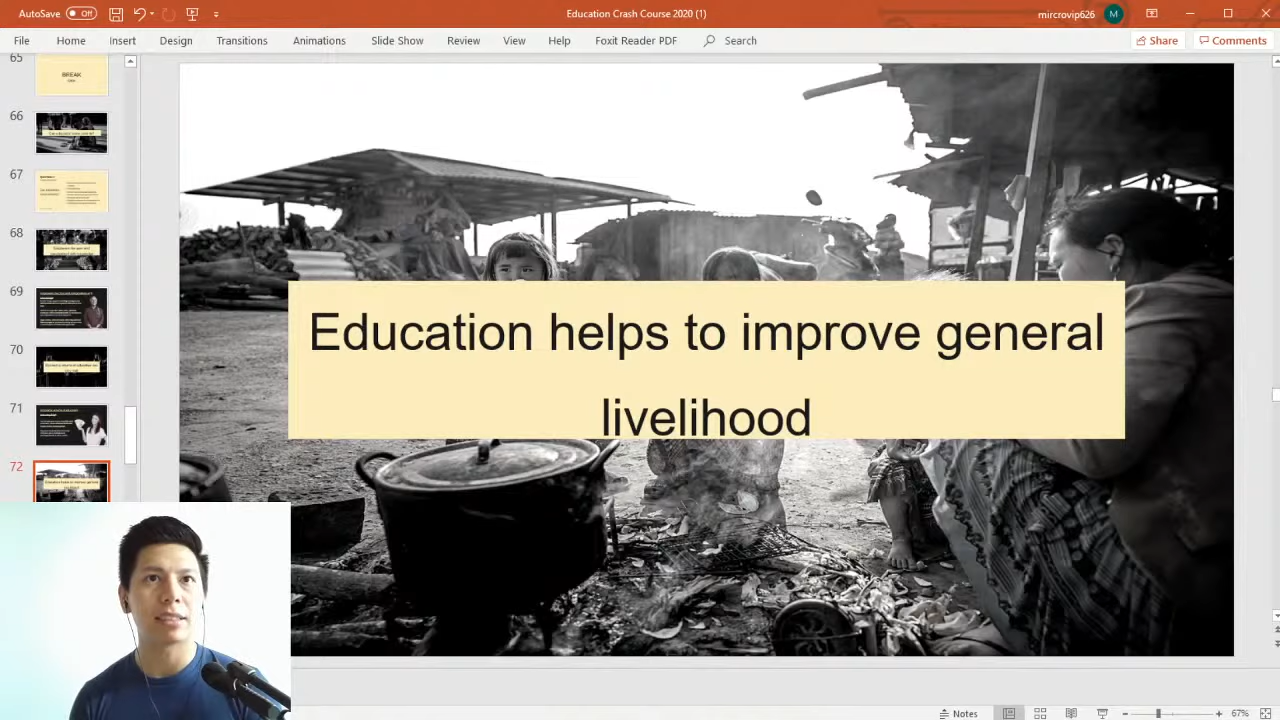 AutoSave Off
Education Crash Course 2020 (1)
mircrovip626
M
File Home Insert Design Transitions Animations Slide Show Review View Help Foxit Reader PDF Search
Share Comments
65
BREAK
66
67
68
69
70
71
72
Education helps to improve general
livelihood
Notes
67%